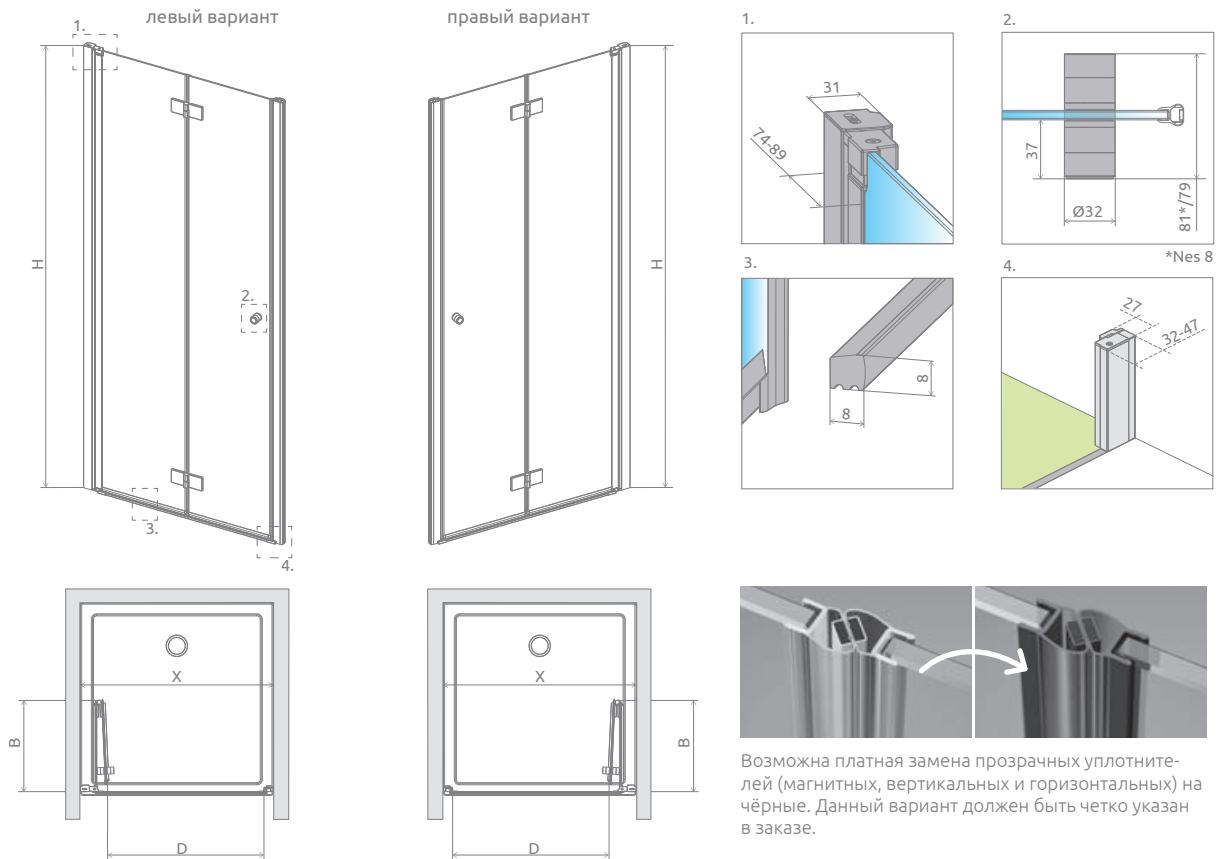 левый вариант
правый вариант
1.
H
2.
3.
4.
H
1.
31
74-89
2.
37
Ø32
81*/79
*Nes 8
3.
8
8
4.
27
32-47
X
B
D
X
B
D
Возможна платная замена прозрачных уплотните-
лей (магнитных, вертикальных и горизонтальных) на
чёрные. Данный вариант должен быть четко указан
в заказе.